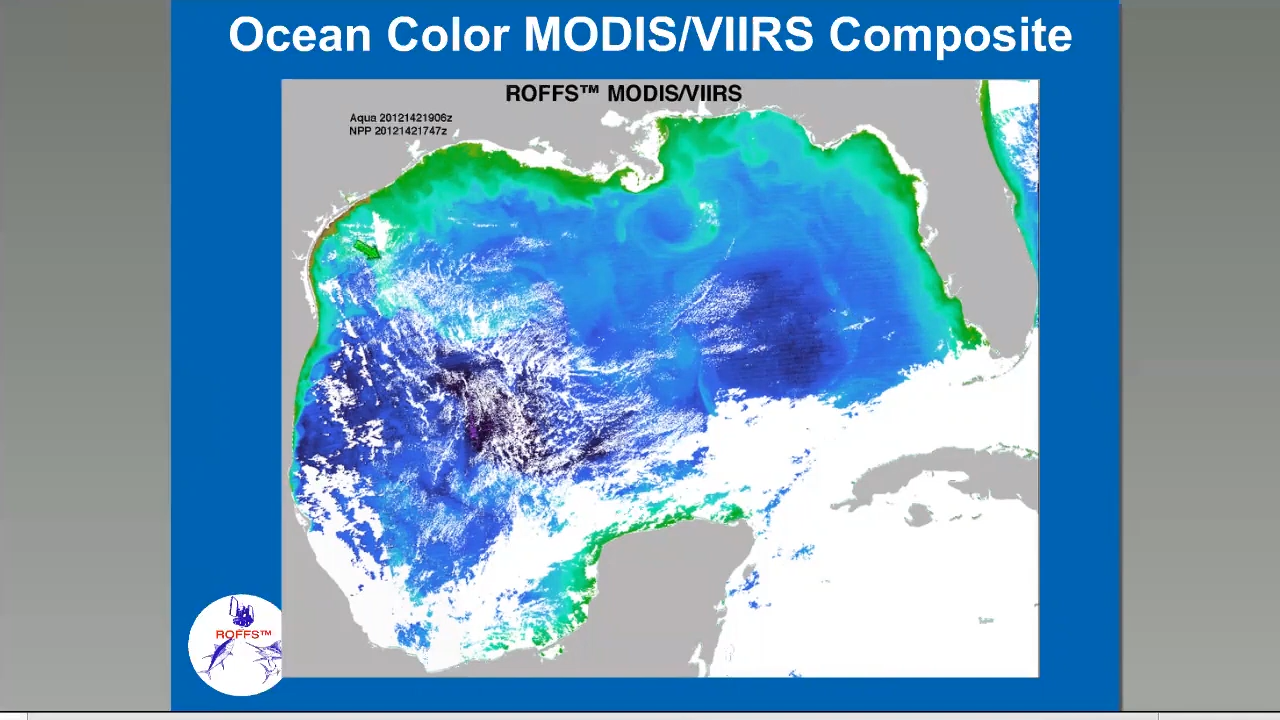 Ocean Color MODIS/VIIRS Composite
ROFFS™ MODIS/VIIRS
Aqua 20121421906z
NPP 20121421747z
ROFFS™